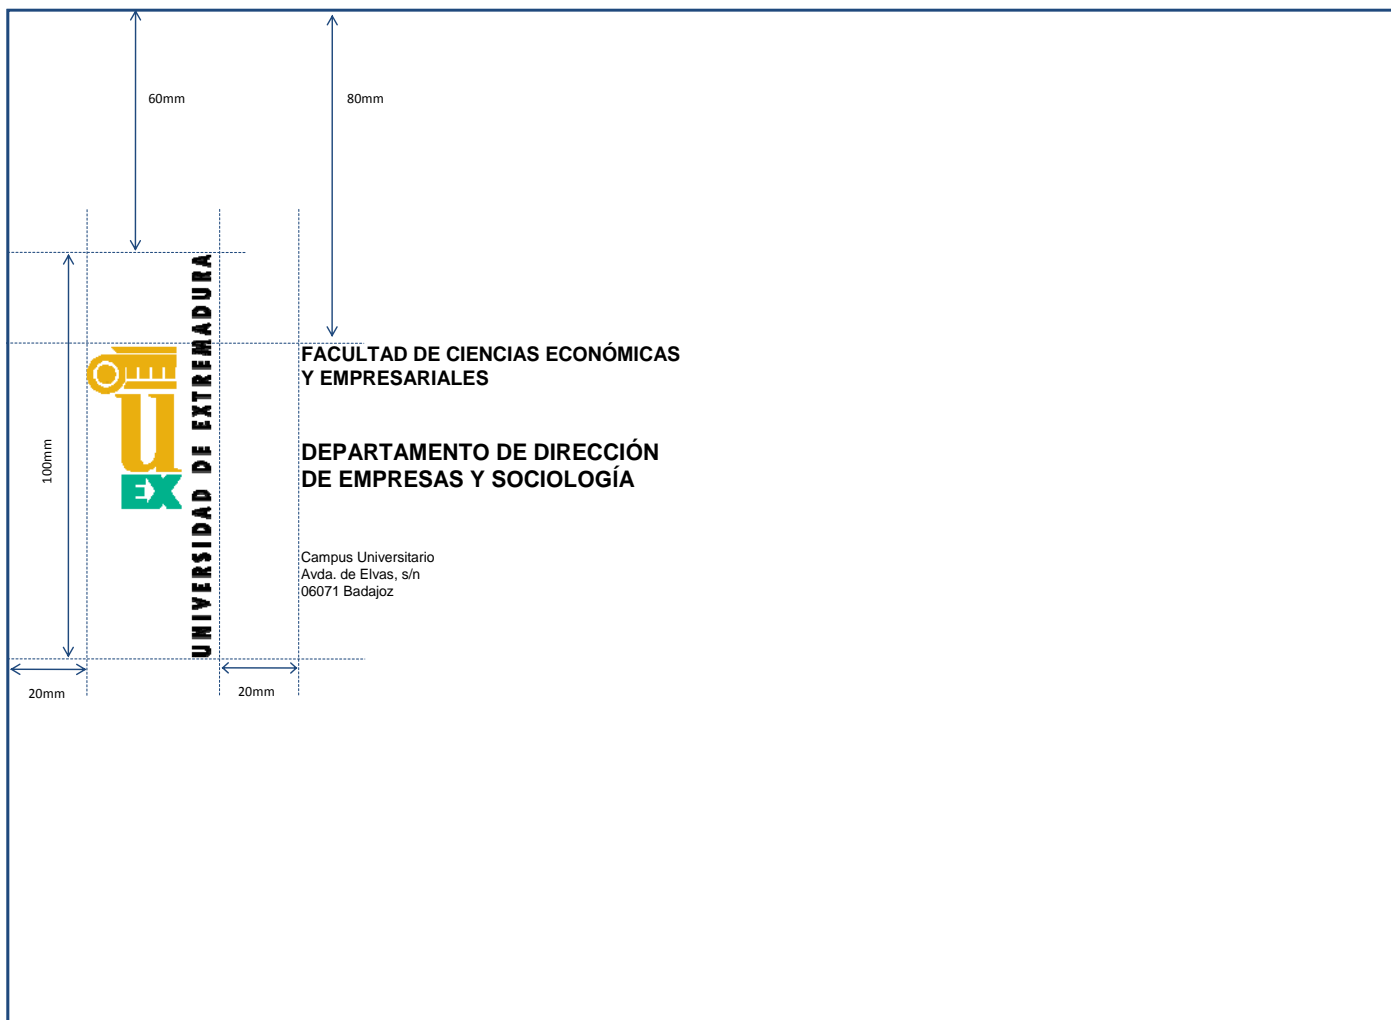 60mm
80mm
UNIVERSIDAD DE EXTREMADURA
FACULTAD DE CIENCIAS ECONÓMICAS
Y EMPRESARIALES
100mm
u
EX
DEPARTAMENTO DE DIRECCIÓN
DE EMPRESAS Y SOCIOLOGÍA
Campus Universitario
Avda. de Elvas, s/n
06071 Badajoz
20mm
20mm